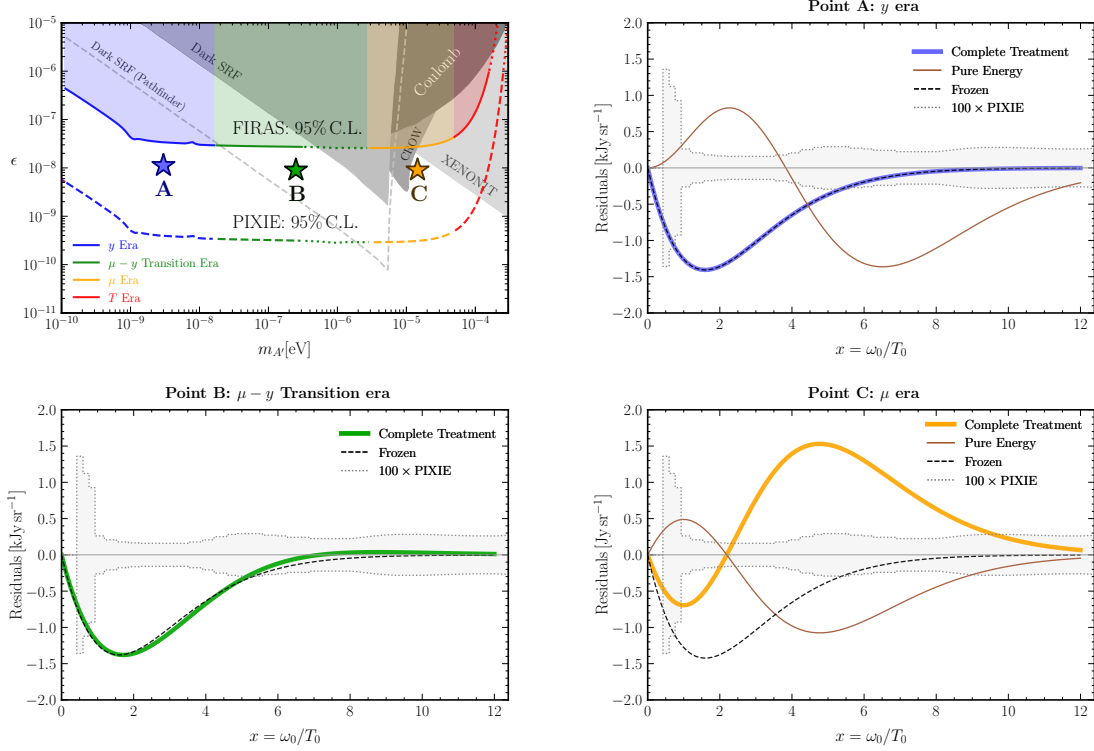 10⁻⁵
10⁻⁶
10⁻⁷
10⁻⁸
10⁻⁹
10⁻¹⁰
10⁻¹¹
ϵ
Dark SRF (Pathfinder)
Dark SRF
Coulomb
CROW
XENON1T
FIRAS: 95% C.L.
PIXIE: 95% C.L.
A
B
C
y Era
μ − y Transition Era
μ Era
T Era
10⁻¹⁰ 10⁻⁹ 10⁻⁸ 10⁻⁷ 10⁻⁶ 10⁻⁵ 10⁻⁴
m_A′[eV]
Point A: y era
Residuals [kJy sr⁻¹]
2.0
1.5
1.0
0.5
0.0
−0.5
−1.0
−1.5
−2.0
Complete Treatment
Pure Energy
Frozen
100 × PIXIE
0 2 4 6 8 10 12
x = ω₀/T₀
Point B: μ − y Transition era
Residuals [kJy sr⁻¹]
2.0
1.5
1.0
0.5
0.0
−0.5
−1.0
−1.5
−2.0
Complete Treatment
Frozen
100 × PIXIE
0 2 4 6 8 10 12
x = ω₀/T₀
Point C: μ era
Residuals [Jy sr⁻¹]
2.0
1.5
1.0
0.5
0.0
−0.5
−1.0
−1.5
−2.0
Complete Treatment
Pure Energy
Frozen
100 × PIXIE
0 2 4 6 8 10 12
x = ω₀/T₀